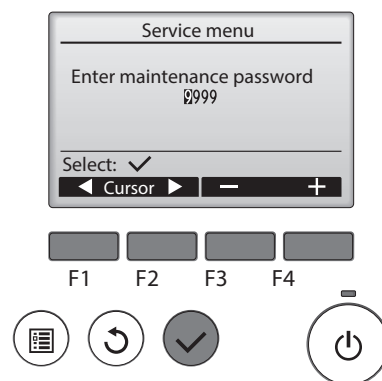 Service menu
Enter maintenance password
9999
Select:
Cursor
F1 F2 F3 F4